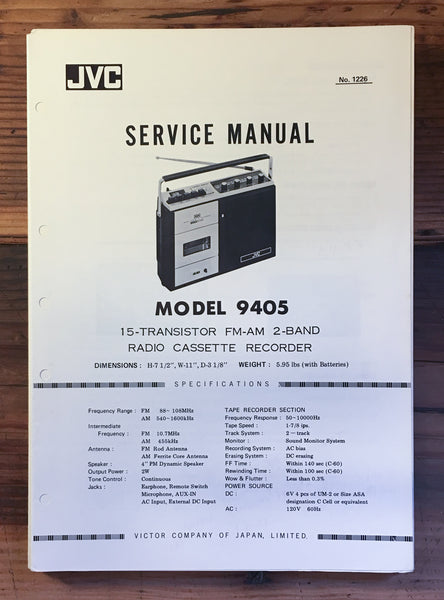 JVC
No. 1226
SERVICE MANUAL
JVC
MODEL 9405
15-TRANSISTOR FM-AM 2-BAND
RADIO CASSETTE RECORDER
DIMENSIONS : H-7 1/2", W-11", D-3 1/8" WEIGHT : 5.95 lbs (with Batteries)
SPECIFICATIONS
Frequency Range : FM 88~ 108MHz
AM 540~1600kHz
Intermediate
Frequency : FM 10.7MHz
AM 455kHz
Antenna : FM Rod Antenna
AM Ferrite Core Antenna
Speaker : 4" PM Dynamic Speaker
Output Power : 2W
Tone Control : Continuous
Jacks : Earphone, Remote Switch
Microphone, AUX-IN
AC Input, External DC Input
TAPE RECORDER SECTION
Frequency Response : 50~10000Hz
Tape Speed : 1-7/8 ips.
Track System : 2 — track
Monitor : Sound Monitor System
Recording System : AC bias
Erasing System : DC erasing
FF Time : Within 140 sec (C-60)
Rewinding Time : Within 100 sec (C-60)
Wow & Flutter : Less than 0.3%
POWER SOURCE
DC : 6V 4 pcs of UM-2 or Size ASA
designation C Cell or equivalent
AC : 120V 60Hz
VICTOR COMPANY OF JAPAN, LIMITED.